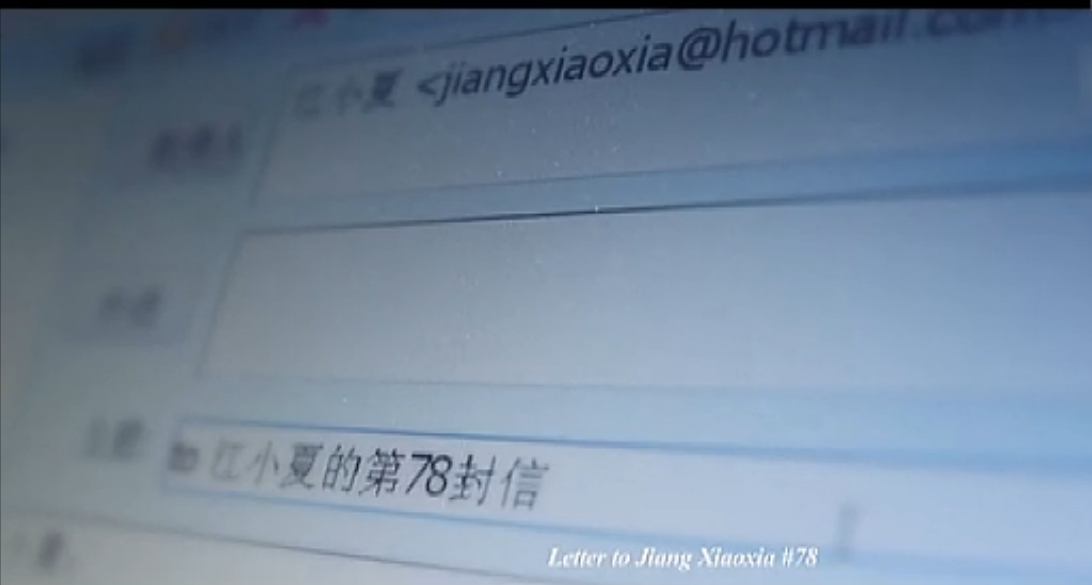 江小夏 <jiangxiaoxia@hotmail.com
to 江小夏的第78封信
Letter to Jiang Xiaoxia #78